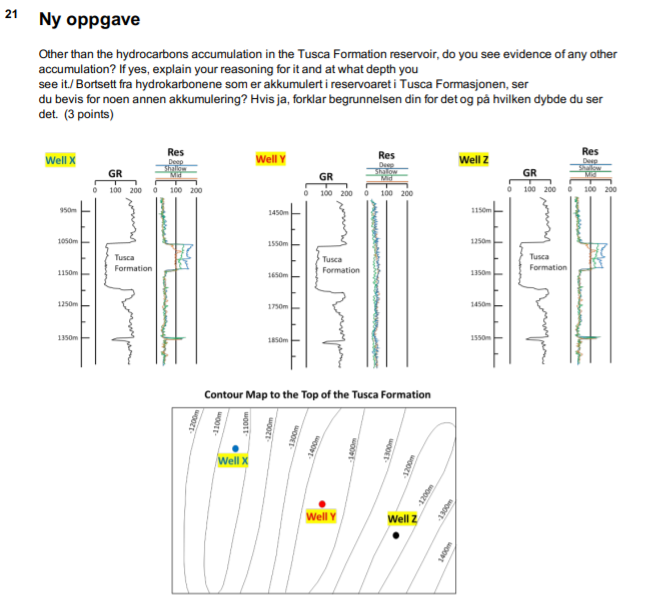 21
Ny oppgave
Other than the hydrocarbons accumulation in the Tusca Formation reservoir, do you see evidence of any other
accumulation? If yes, explain your reasoning for it and at what depth you
see it./ Bortsett fra hydrokarbonene som er akkumulert i reservoaret i Tusca Formasjonen, ser
du bevis for noen annen akkumulering? Hvis ja, forklar begrunnelsen din for det og på hvilken dybde du ser
det. (3 points)
Well X
GR
0 100 200
Res
Deep
Shallow
Mid
0 100 200
950m
1050m
1150m
1250m
1350m
Tusca
Formation
Well Y
GR
0 100 200
Res
Deep
Shallow
Mid
0 100 200
1450m
1550m
1650m
1750m
1850m
Tusca
Formation
Well Z
GR
0 100 200
Res
Deep
Shallow
Mid
0 100 200
1150m
1250m
1350m
1450m
1550m
Tusca
Formation
Contour Map to the Top of the Tusca Formation
-1200m
-1100m
-1100m
-1200m
-1300m
-1400m
-1400m
-1300m
-1200m
-1200m
-1300m
1400m
Well X
Well Y
Well Z